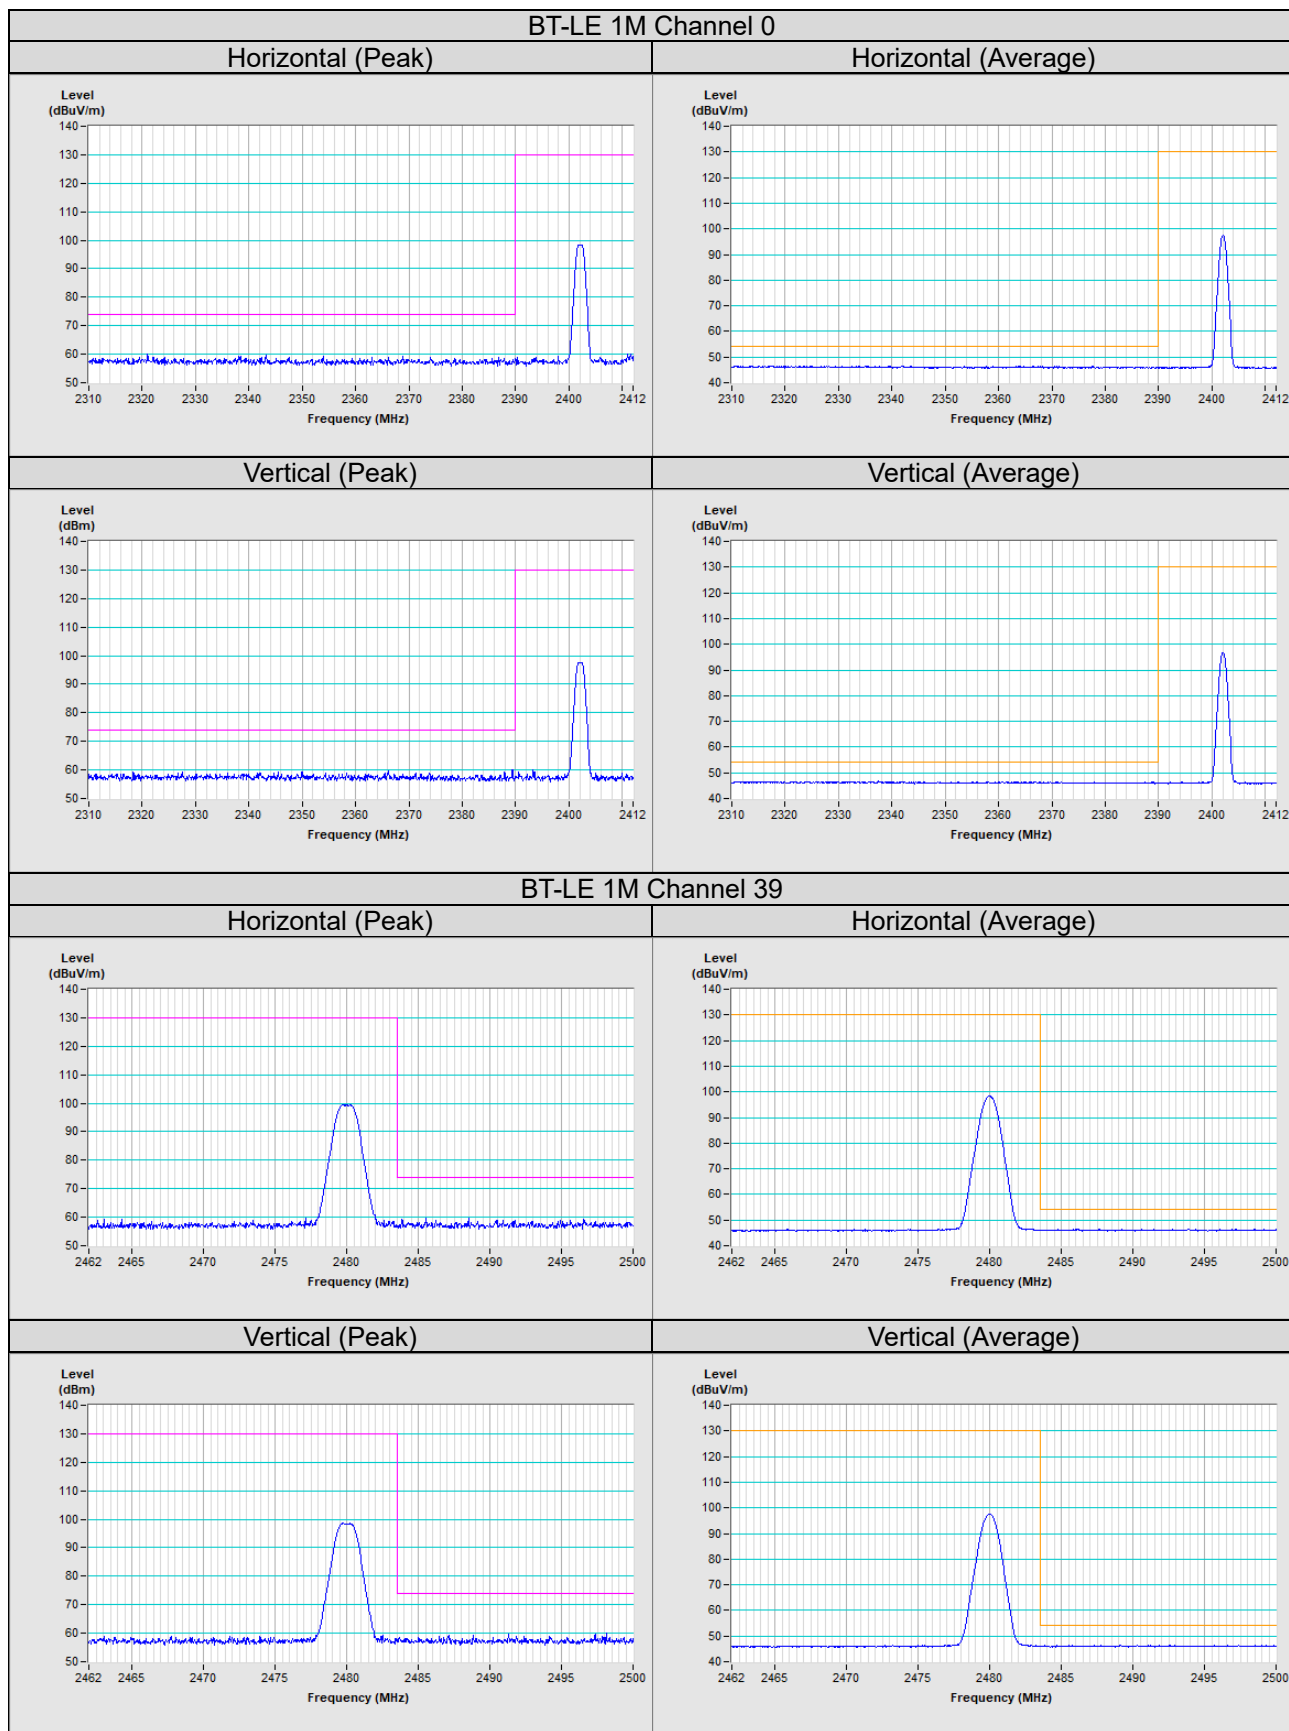 BT-LE 1M Channel 0
Horizontal (Peak) Horizontal (Average)
Level
(dBuV/m)
140
130
120
110
100
90
80
70
60
50
2310 2320 2330 2340 2350 2360 2370 2380 2390 2400 2412
Frequency (MHz)
Level
(dBuV/m)
140
130
120
110
100
90
80
70
60
50
40
2310 2320 2330 2340 2350 2360 2370 2380 2390 2400 2412
Frequency (MHz)
Vertical (Peak) Vertical (Average)
Level
(dBm)
140
130
120
110
100
90
80
70
60
50
2310 2320 2330 2340 2350 2360 2370 2380 2390 2400 2412
Frequency (MHz)
Level
(dBuV/m)
140
130
120
110
100
90
80
70
60
50
40
2310 2320 2330 2340 2350 2360 2370 2380 2390 2400 2412
Frequency (MHz)
BT-LE 1M Channel 39
Horizontal (Peak) Horizontal (Average)
Level
(dBuV/m)
140
130
120
110
100
90
80
70
60
50
2462 2465 2470 2475 2480 2485 2490 2495 2500
Frequency (MHz)
Level
(dBuV/m)
140
130
120
110
100
90
80
70
60
50
40
2462 2465 2470 2475 2480 2485 2490 2495 2500
Frequency (MHz)
Vertical (Peak) Vertical (Average)
Level
(dBm)
140
130
120
110
100
90
80
70
60
50
2462 2465 2470 2475 2480 2485 2490 2495 2500
Frequency (MHz)
Level
(dBuV/m)
140
130
120
110
100
90
80
70
60
50
40
2462 2465 2470 2475 2480 2485 2490 2495 2500
Frequency (MHz)